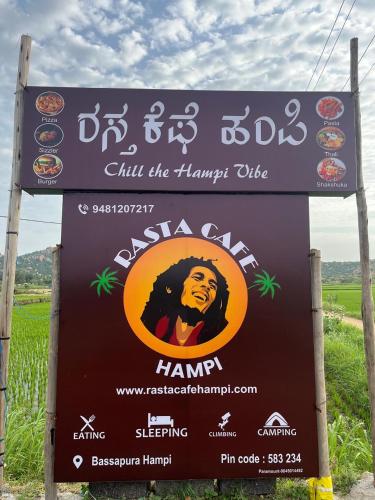 ರಸ್ತ ಕೆಫೆ ಹಂಪಿ
Chill the Hampi Vibe
Pizza
Sizzler
Burger
Pasta
Thali
Shakshuka
9481207217
RASTA CAFE
HAMPI
www.rastacafehampi.com
EATING
SLEEPING
CLIMBING
CAMPING
Bassapura Hampi
Pin code : 583 234